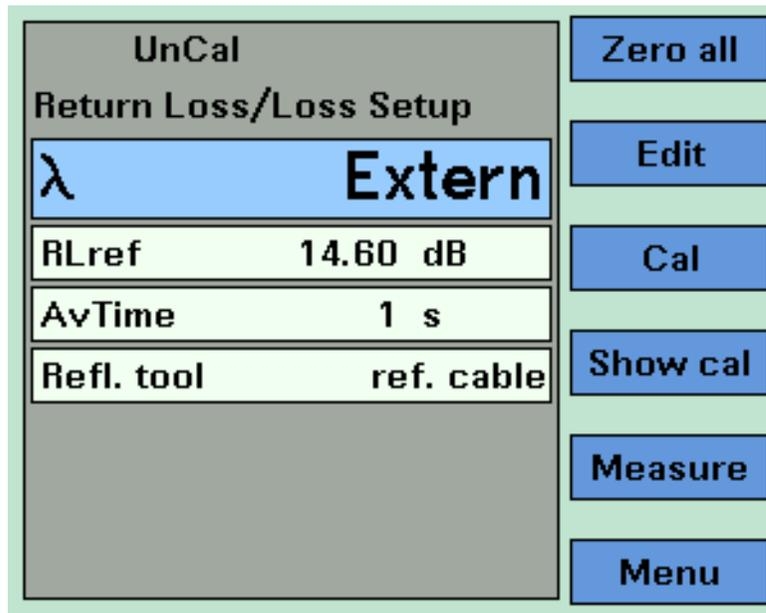 UnCal
Return Loss/Loss Setup
λ Extern
RLref 14.60 dB
AvTime 1 s
Refl. tool ref. cable
Zero all
Edit
Cal
Show cal
Measure
Menu